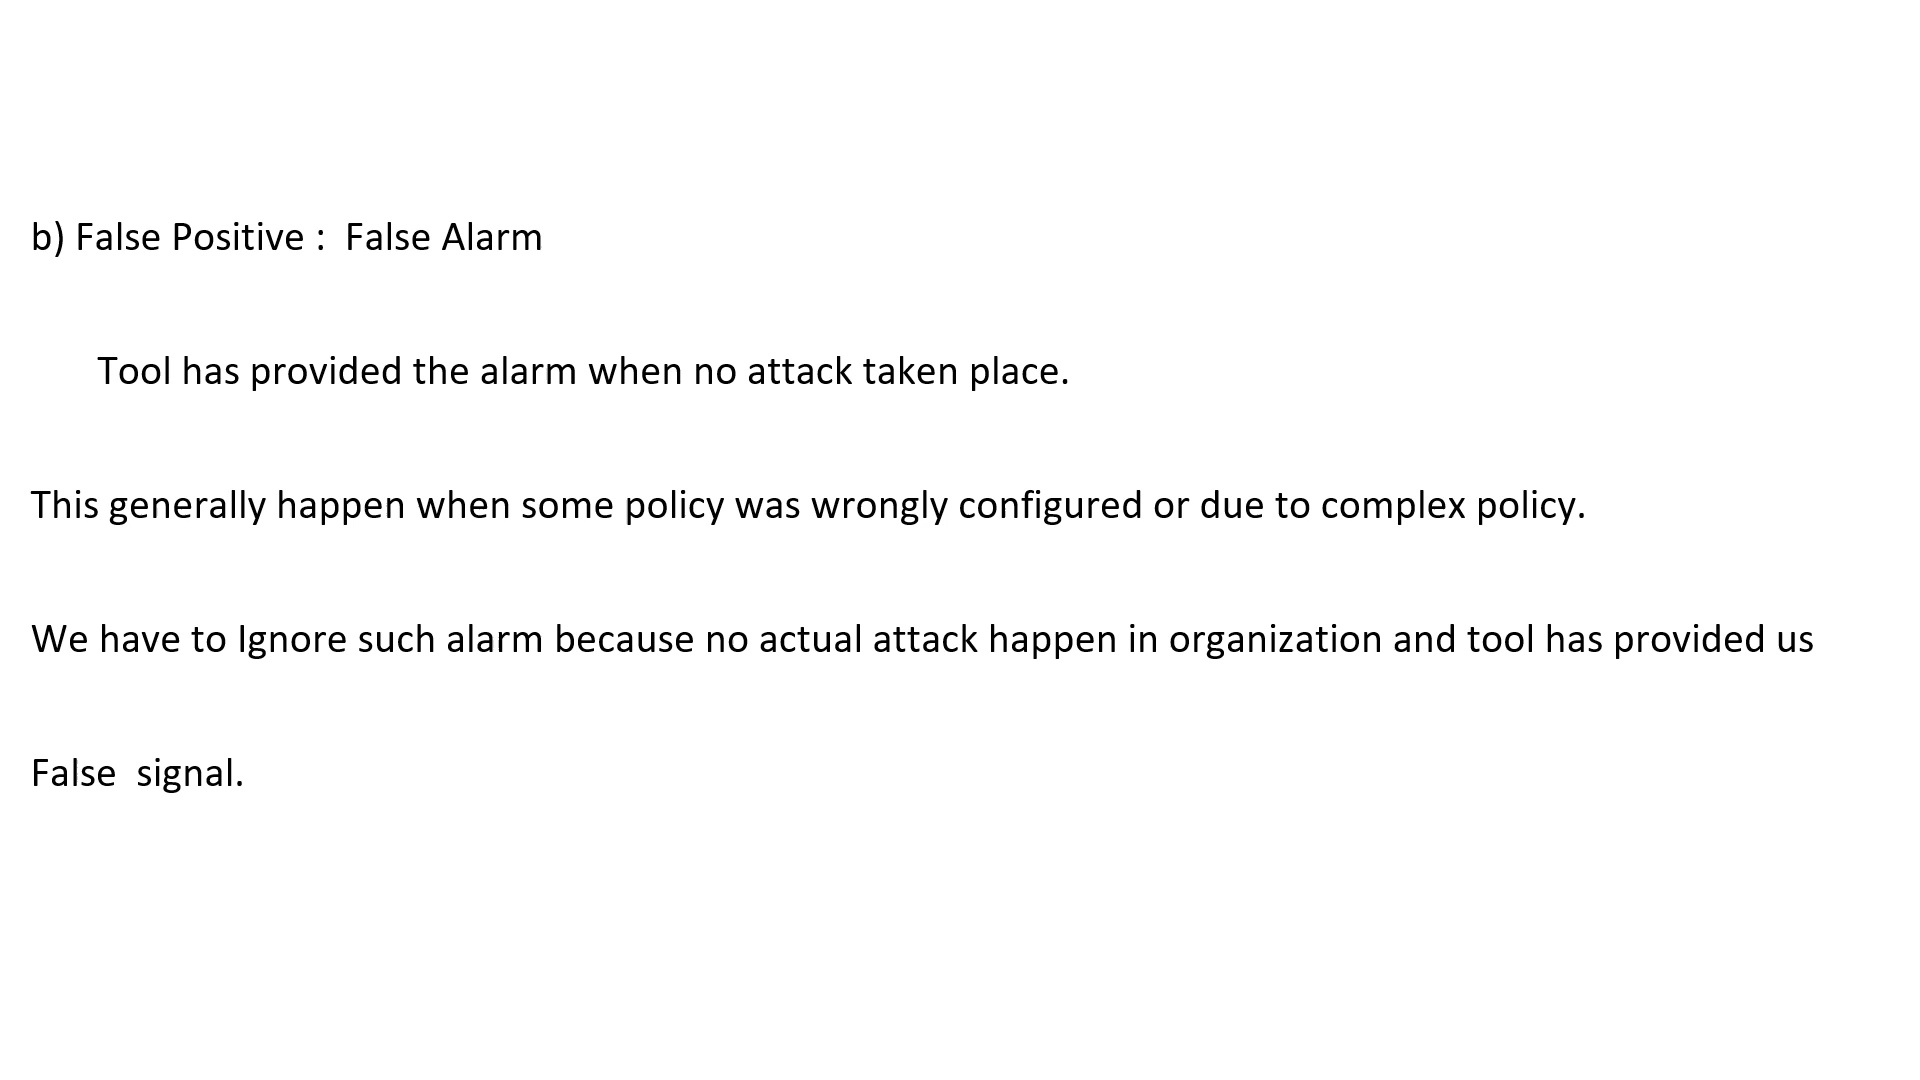 b) False Positive :  False Alarm
Tool has provided the alarm when no attack taken place.
This generally happen when some policy was wrongly configured or due to complex policy.
We have to Ignore such alarm because no actual attack happen in organization and tool has provided us
False  signal.